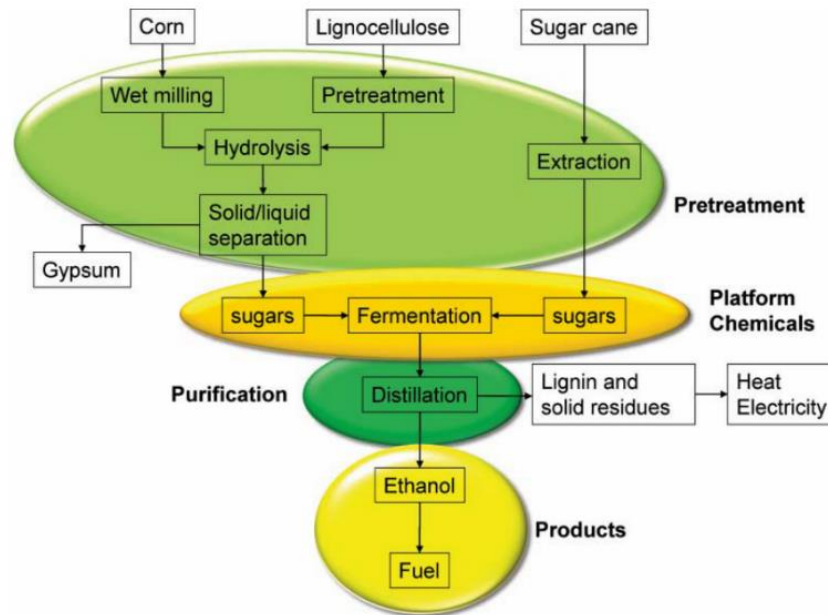 Corn
Lignocellulose
Sugar cane
Wet milling
Pretreatment
Hydrolysis
Extraction
Solid/liquid
separation
Pretreatment
Gypsum
sugars
Fermentation
sugars
Platform
Chemicals
Purification
Distillation
Lignin and
solid residues
Heat
Electricity
Ethanol
Products
Fuel